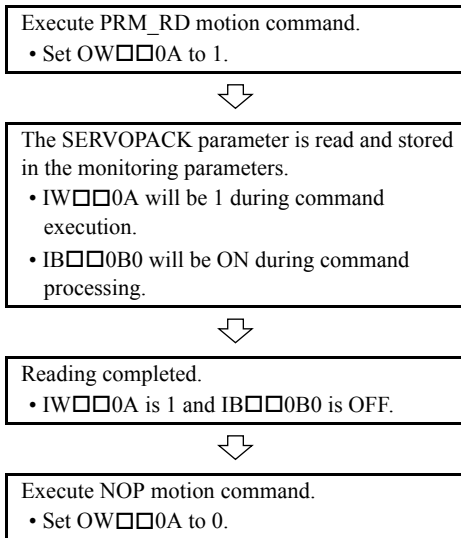 Execute PRM_RD motion command.
• Set OW□□0A to 1.
The SERVOPACK parameter is read and stored
in the monitoring parameters.
• IW□□0A will be 1 during command
execution.
• IB□□0B0 will be ON during command
processing.
Reading completed.
• IW□□0A is 1 and IB□□0B0 is OFF.
Execute NOP motion command.
• Set OW□□0A to 0.